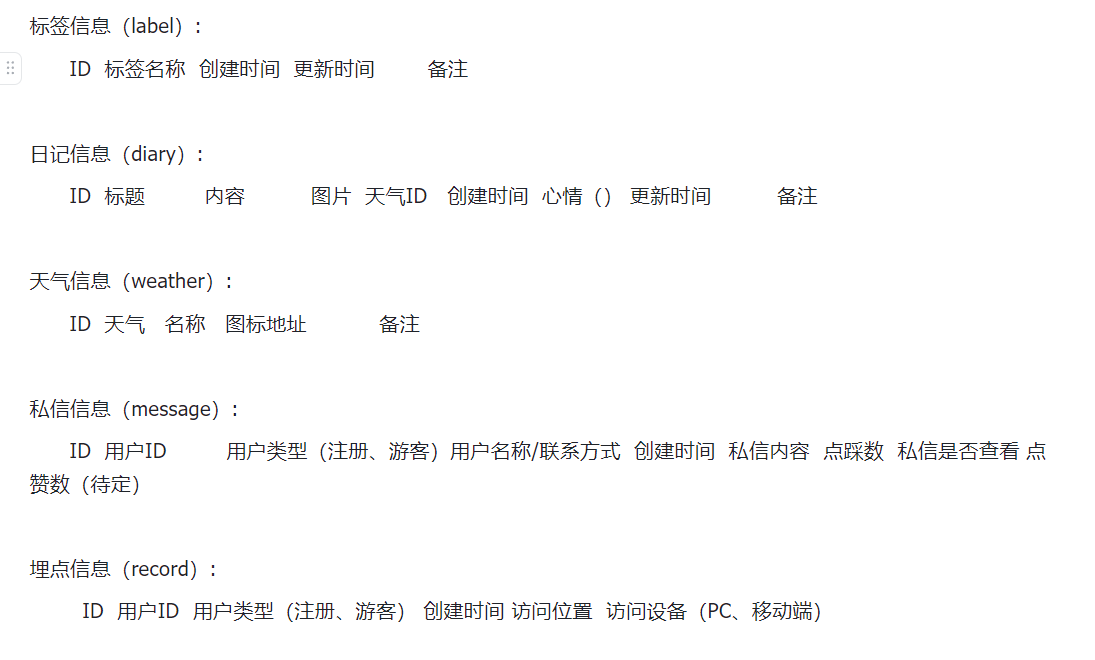 标签信息（label）：
ID 标签名称 创建时间 更新时间 备注
日记信息（diary）：
ID 标题 内容 图片 天气ID 创建时间 心情（） 更新时间 备注
天气信息（weather）：
ID 天气 名称 图标地址 备注
私信信息（message）：
ID 用户ID 用户类型（注册、游客）用户名称/联系方式 创建时间 私信内容 点踩数 私信是否查看 点
赞数（待定）
埋点信息（record）：
ID 用户ID 用户类型（注册、游客） 创建时间 访问位置 访问设备（PC、移动端）